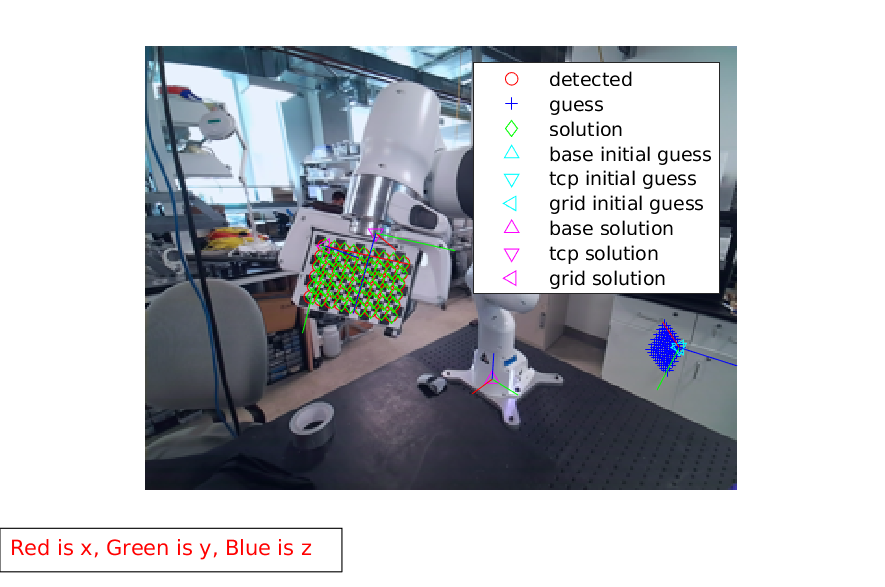 detected
guess
solution
base initial guess
tcp initial guess
grid initial guess
base solution
tcp solution
grid solution
Red is x, Green is y, Blue is z